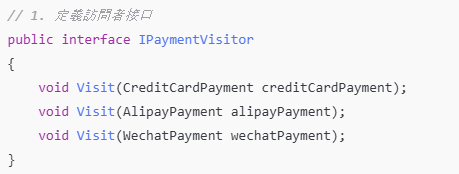 // 1. 定義訪問者接口
public interface IPaymentVisitor
{
    void Visit(CreditCardPayment creditCardPayment);
    void Visit(AlipayPayment alipayPayment);
    void Visit(WechatPayment wechatPayment);
}